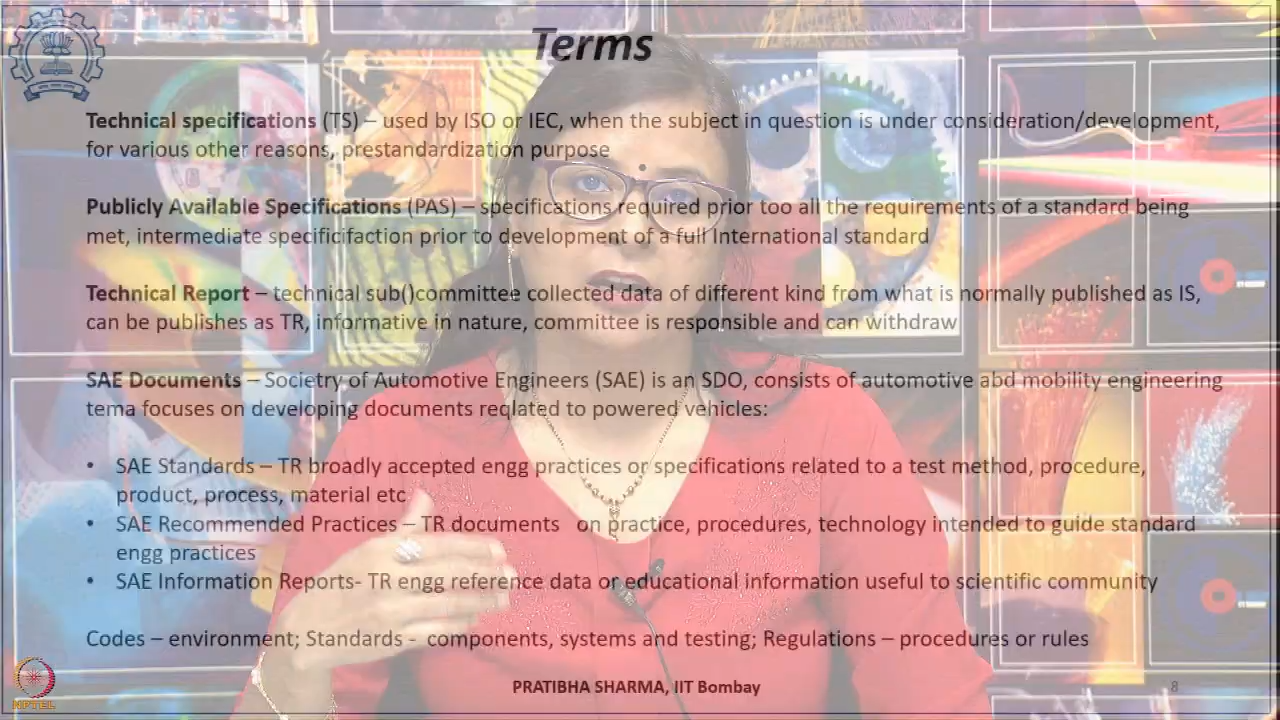 Terms
Technical specifications (TS) – used by ISO or IEC, when the subject in question is under consideration/development,
for various other reasons, prestandardization purpose
Publicly Available Specifications (PAS) – specifications required prior too all the requirements of a standard being
met, intermediate specificifaction prior to development of a full International standard
Technical Report – technical sub()committee collected data of different kind from what is normally published as IS,
can be publishes as TR, informative in nature, committee is responsible and can withdraw
SAE Documents – Societry of Automotive Engineers (SAE) is an SDO, consists of automotive abd mobility engineering
tema focuses on developing documents reqlated to powered vehicles:
• SAE Standards – TR broadly accepted engg practices or specifications related to a test method, procedure,
product, process, material etc
• SAE Recommended Practices – TR documents on practice, procedures, technology intended to guide standard
engg practices
• SAE Information Reports- TR engg reference data or educational information useful to scientific community
Codes – environment; Standards - components, systems and testing; Regulations – procedures or rules
NPTEL
PRATIBHA SHARMA, IIT Bombay
8